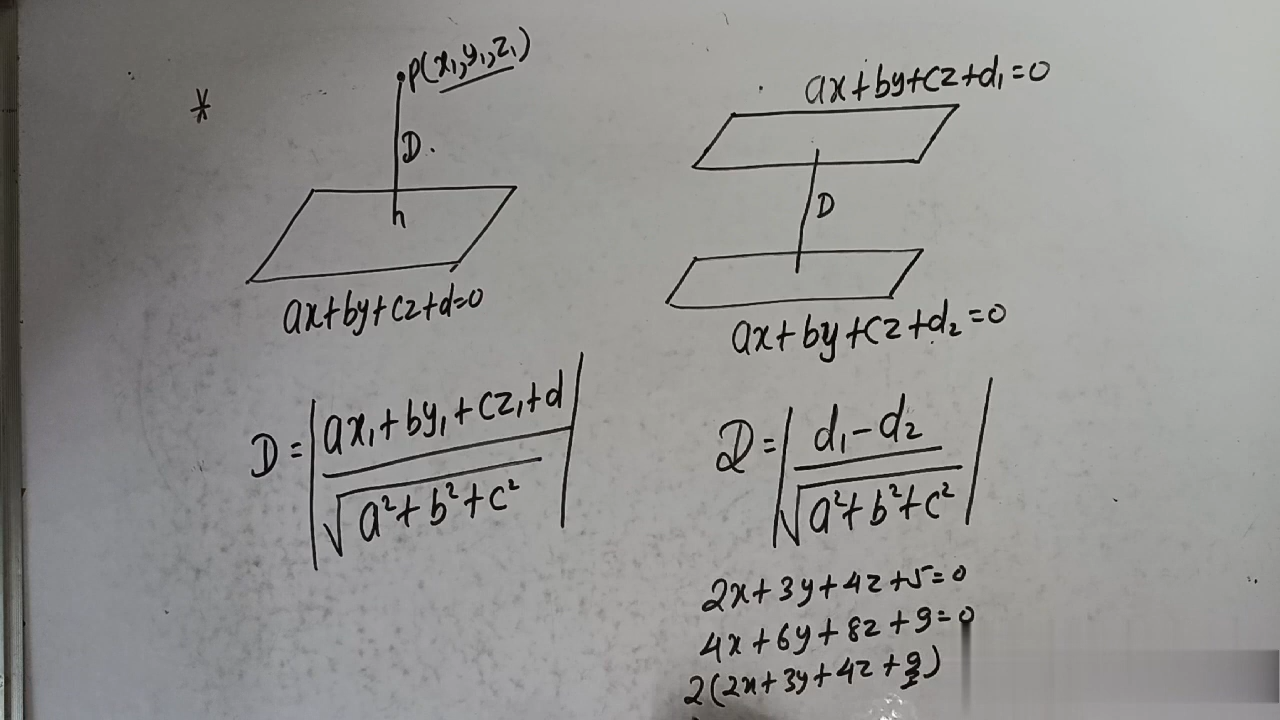 *
P(x₁,y₁,z₁)
D.
ax+by+cz+d=0
D = |ax₁+by₁+cz₁+d / √a²+b²+c²|
ax+by+cz+d₁=0
D
ax+by+cz+d₂=0
D = |d₁-d₂ / √a²+b²+c²|
2x+3y+4z+5=0
4x+6y+8z+9=0
2(2x+3y+4z+9/2)